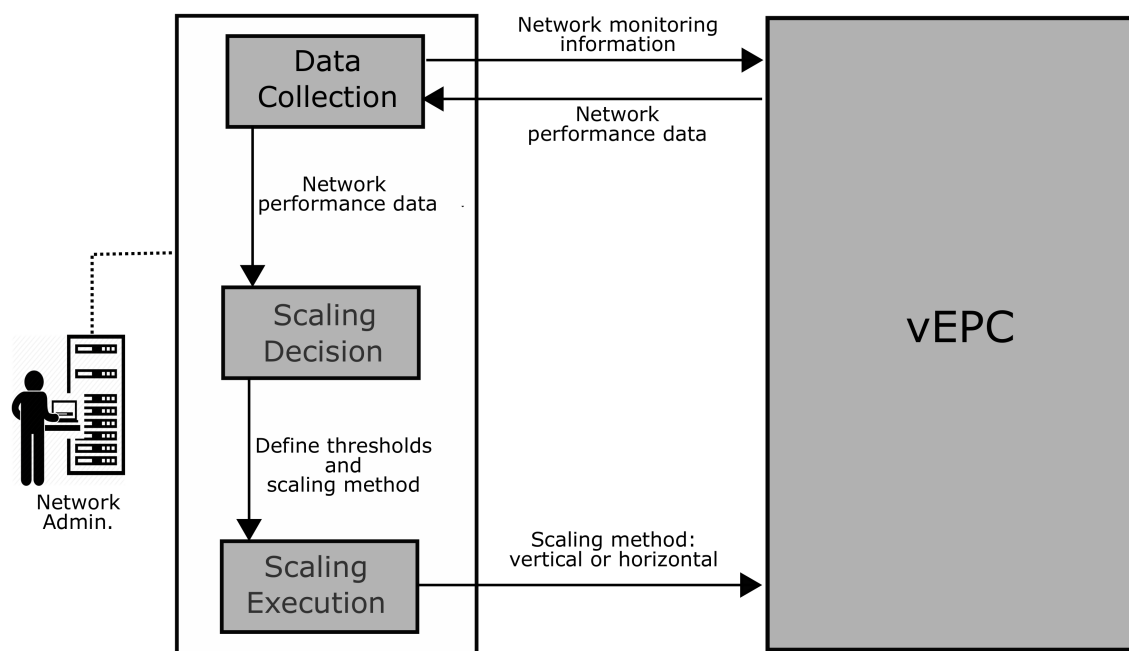 Data
Collection
Network monitoring
information
Network
performance data
Network
performance data
Scaling
Decision
vEPC
Define thresholds
and
scaling method
Network
Admin.
Scaling
Execution
Scaling method:
vertical or horizontal